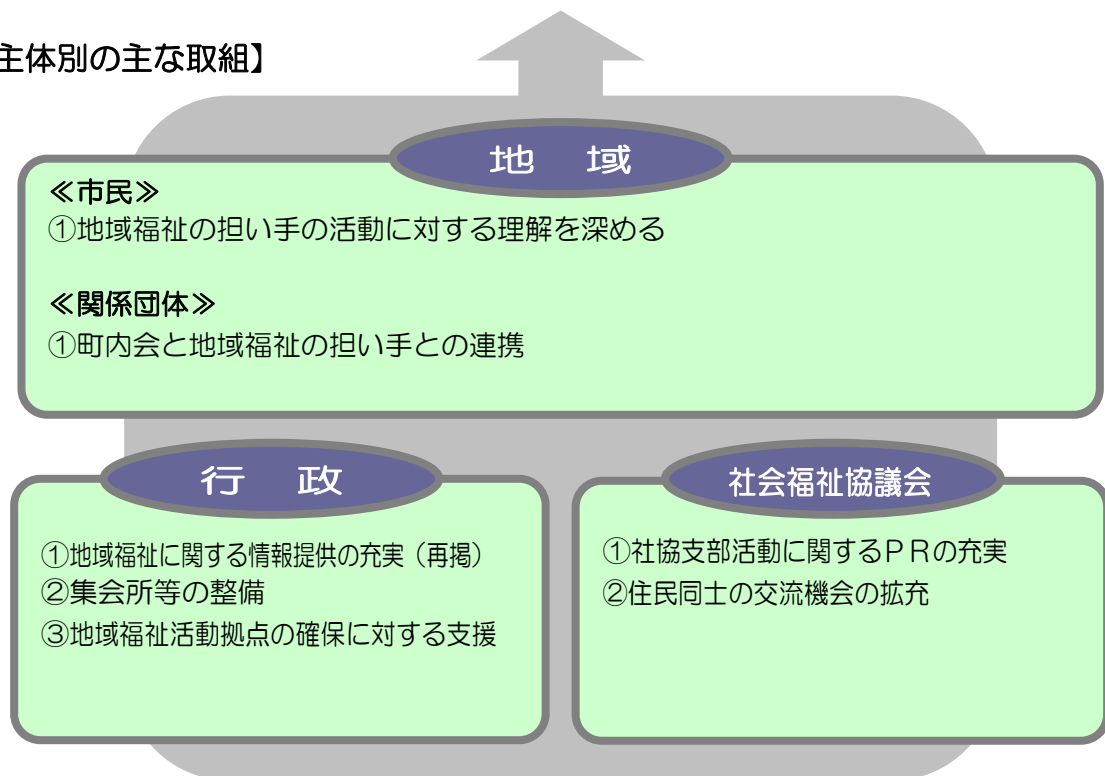 主体別の主な取組】
地　域
≪市民≫
①地域福祉の担い手の活動に対する理解を深める
≪関係団体≫
①町内会と地域福祉の担い手との連携
行　政
①地域福祉に関する情報提供の充実（再掲）
②集会所等の整備
③地域福祉活動拠点の確保に対する支援
社会福祉協議会
①社協支部活動に関するＰＲの充実
②住民同士の交流機会の拡充